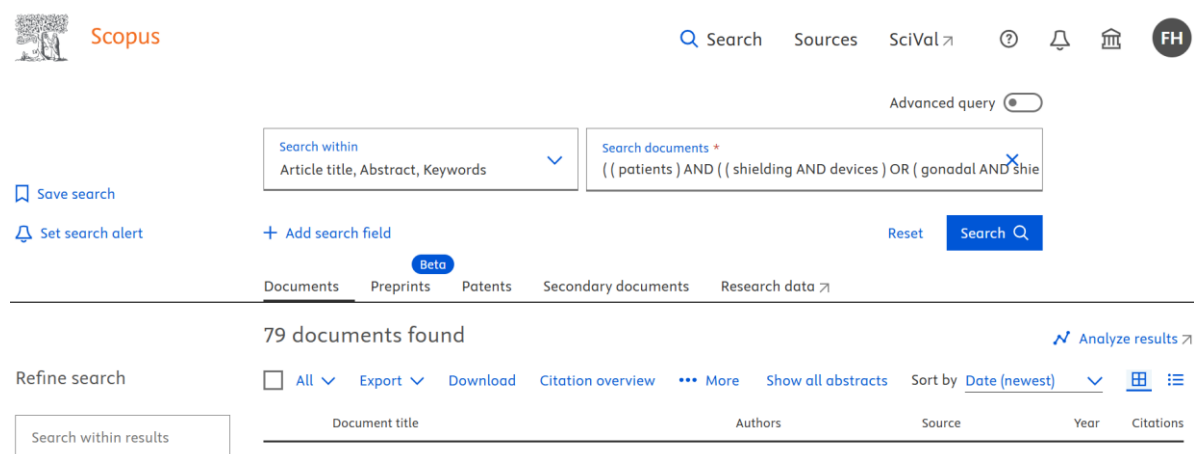 Scopus
Search Sources SciVal FH
Advanced query
Search within
Article title, Abstract, Keywords
Search documents *
( ( patients ) AND ( ( shielding AND devices ) OR ( gonadal AND shie
Save search
Set search alert
Add search field
Reset Search
Beta
Documents Preprints Patents Secondary documents Research data
79 documents found
Analyze results
Refine search
All Export Download Citation overview More Show all abstracts Sort by Date (newest)
Document title Authors Source Year Citations
Search within results